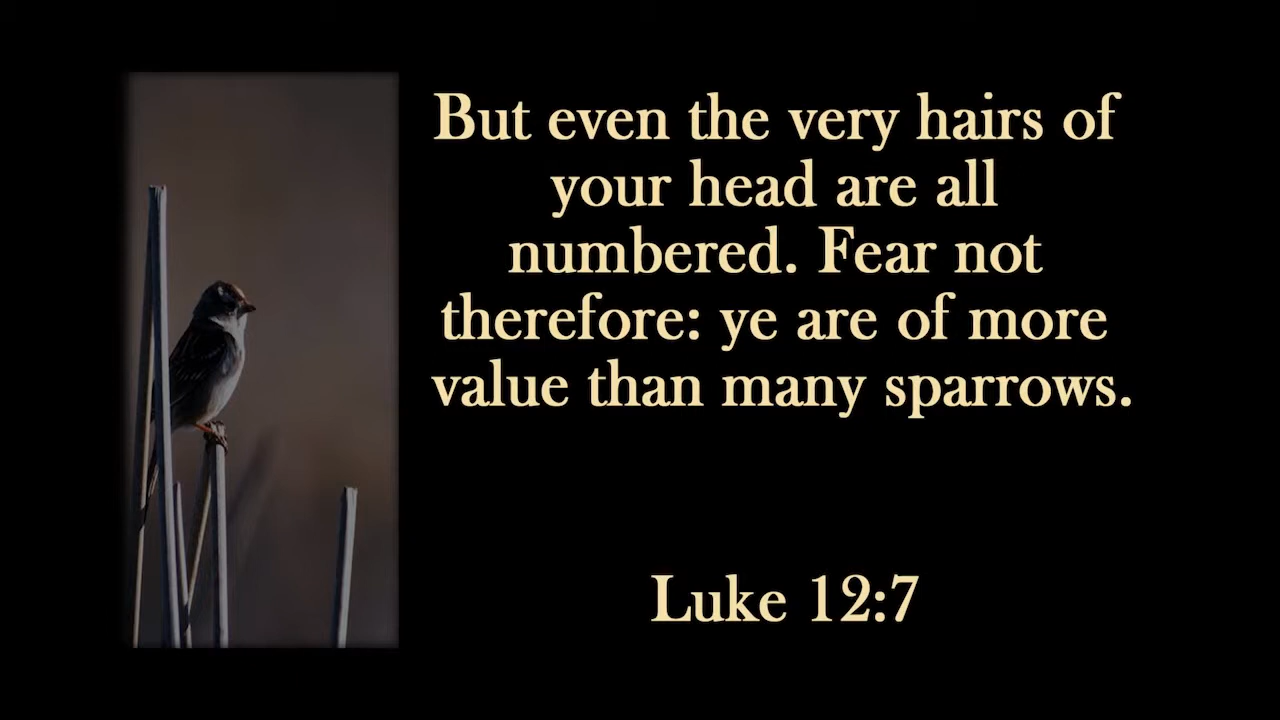 But even the very hairs of
your head are all
numbered. Fear not
therefore: ye are of more
value than many sparrows.
Luke 12:7